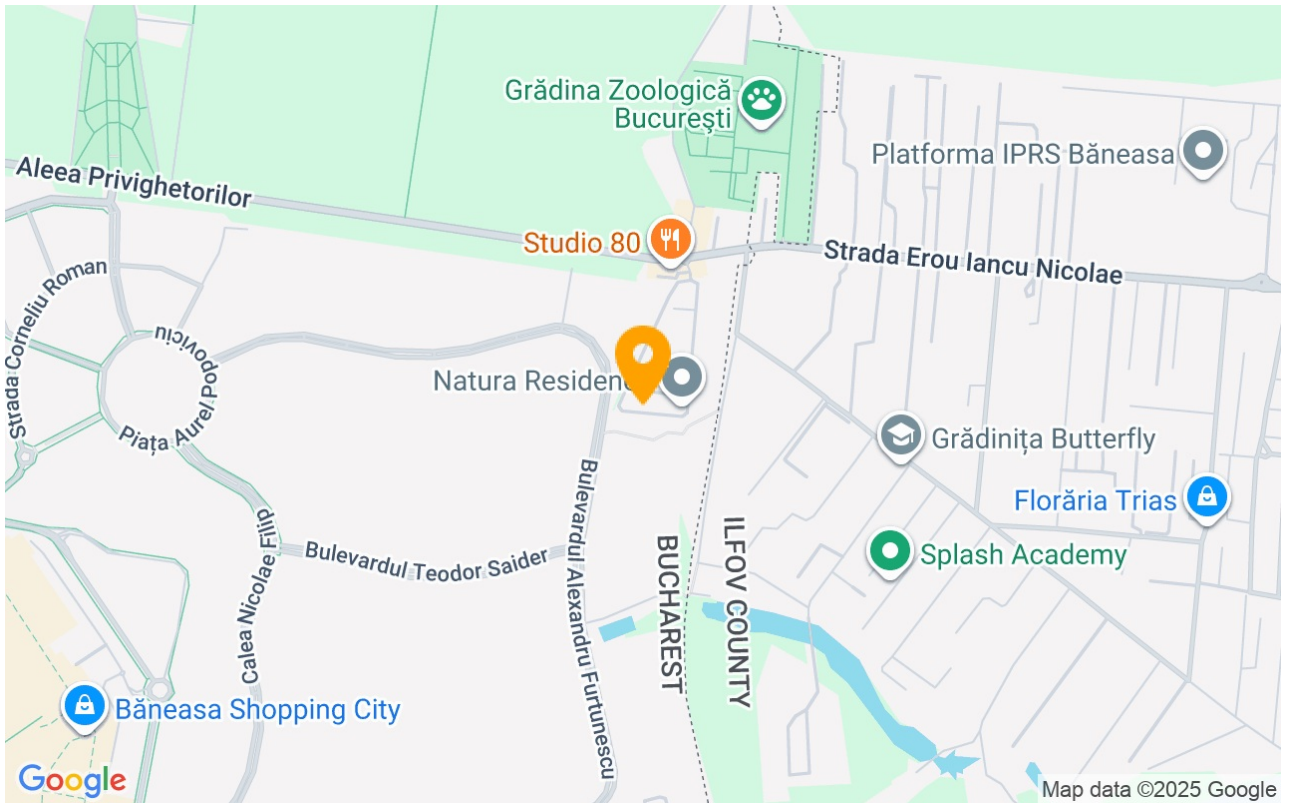 Grădina Zoologică
București
Platforma IPRS Băneasa
Aleea Privighetorilor
Studio 80
Strada Erou Iancu Nicolae
Strada Corneliu Roman
Piața Aurel Popoviciu
Natura Residenc
Grădinița Butterfly
Florăria Trias
Bulevardul Teodor Saider
Calea Nicolae Filip
Bulevardul Alexandru Furtunescu
BUCHAREST
ILFOV COUNTY
Splash Academy
Băneasa Shopping City
Google
Map data ©2025 Google